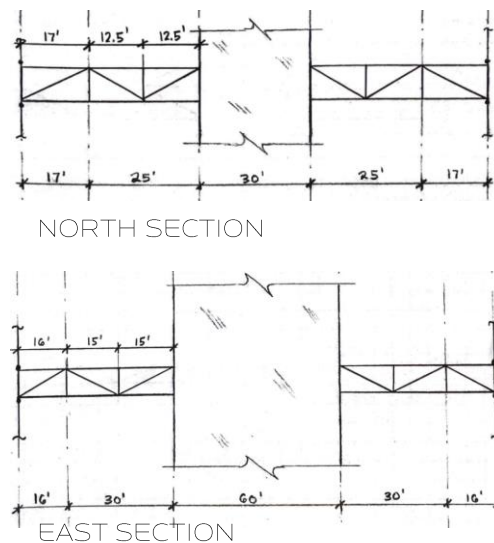 17' 12.5' 12.5'
17' 25' 30' 25' 17'
NORTH SECTION
16' 15' 15'
16' 30' 60' 30' 16'
EAST SECTION